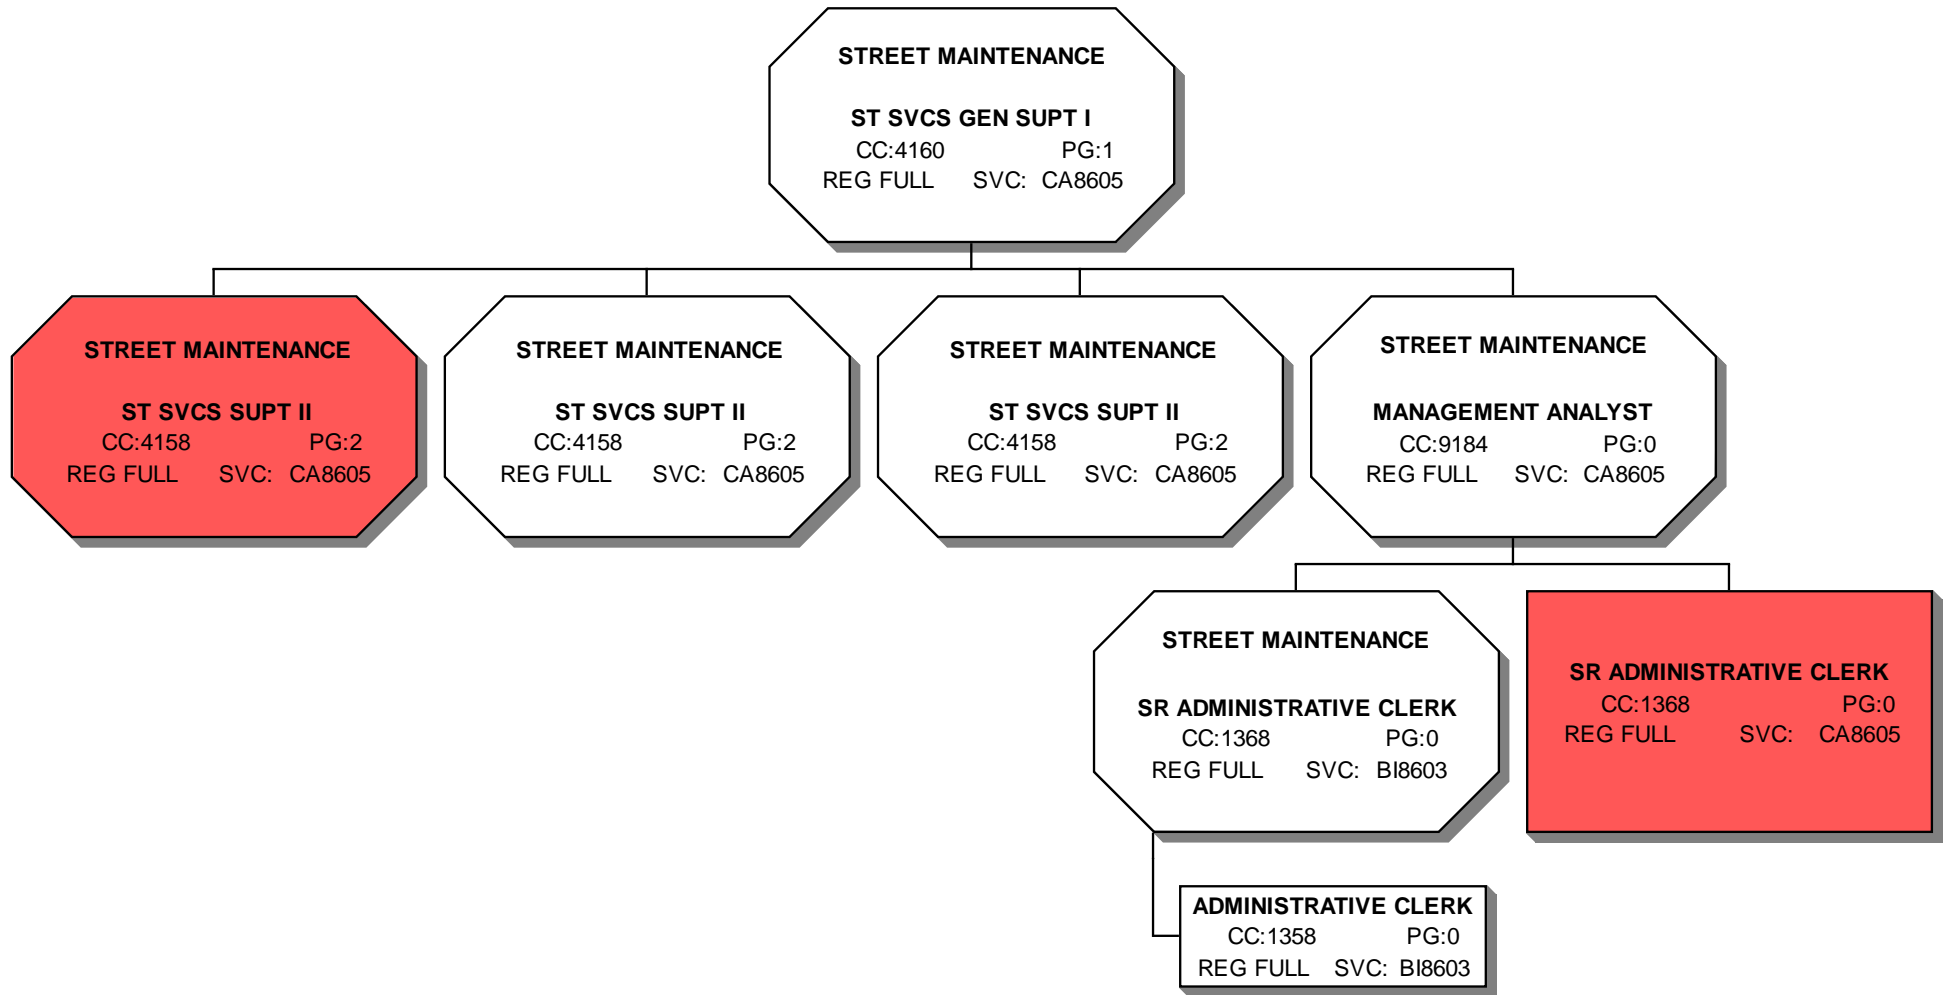 STREET MAINTENANCE
ST SVCS GEN SUPT I
CC:4160 PG:1
REG FULL SVC: CA8605
STREET MAINTENANCE
ST SVCS SUPT II
CC:4158 PG:2
REG FULL SVC: CA8605
STREET MAINTENANCE
ST SVCS SUPT II
CC:4158 PG:2
REG FULL SVC: CA8605
STREET MAINTENANCE
ST SVCS SUPT II
CC:4158 PG:2
REG FULL SVC: CA8605
STREET MAINTENANCE
MANAGEMENT ANALYST
CC:9184 PG:0
REG FULL SVC: CA8605
STREET MAINTENANCE
SR ADMINISTRATIVE CLERK
CC:1368 PG:0
REG FULL SVC: BI8603
SR ADMINISTRATIVE CLERK
CC:1368 PG:0
REG FULL SVC: CA8605
ADMINISTRATIVE CLERK
CC:1358 PG:0
REG FULL SVC: BI8603